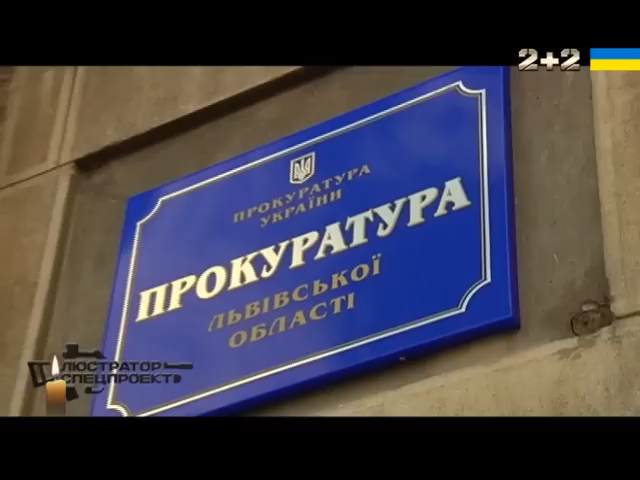 2+2
ПРОКУРАТУРА
УКРАЇНИ
ПРОКУРАТУРА
ЛЬВІВСЬКОЇ
ОБЛАСТІ
ЛЮСТРАТОР
СПЕЦПРОЕКТ